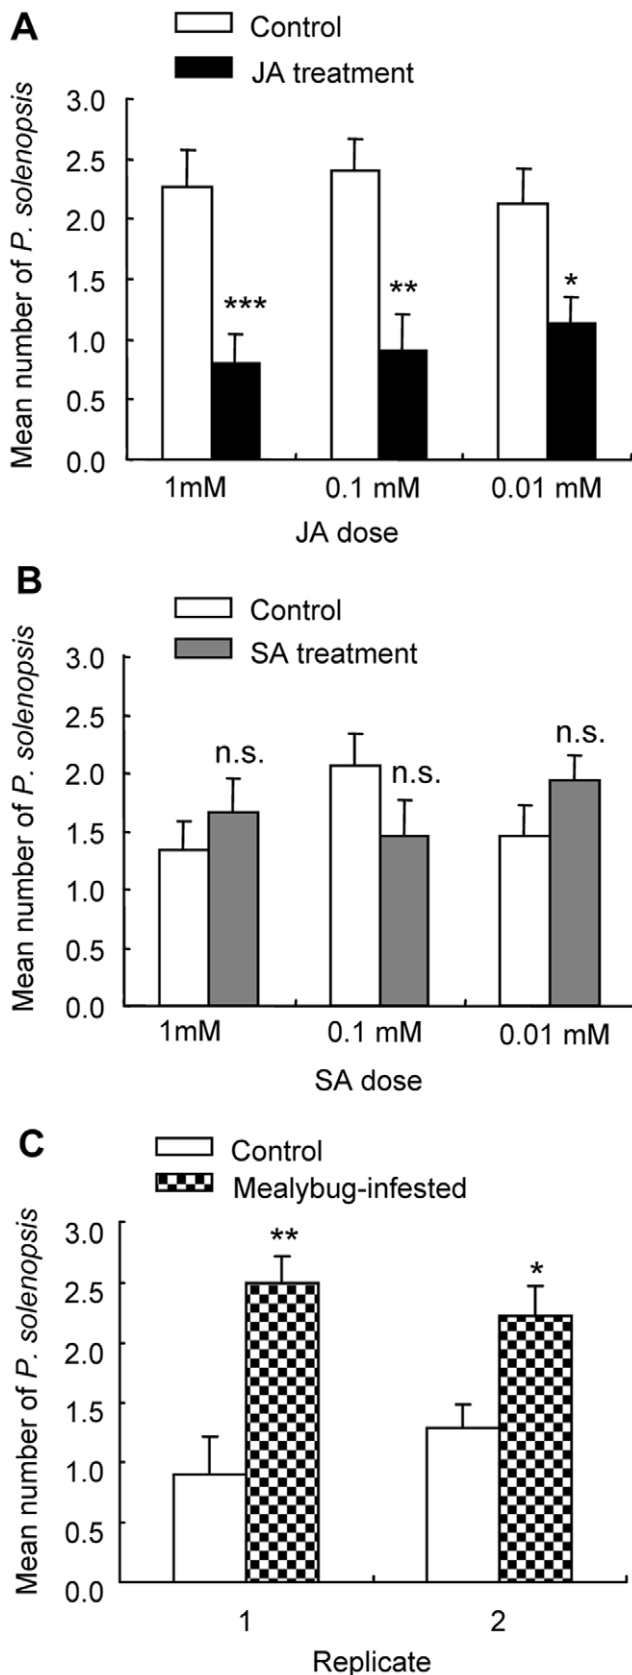 A
Control
JA treatment
Mean number of P. solenopsis
3.0
2.5
2.0
1.5
1.0
0.5
0.0
***
**
*
1mM 0.1 mM 0.01 mM
JA dose
B
Control
SA treatment
Mean number of P. solenopsis
3.0
2.5
2.0
1.5
1.0
0.5
0.0
n.s.
n.s.
n.s.
1mM 0.1 mM 0.01 mM
SA dose
C
Control
Mealybug-infested
Mean number of P. solenopsis
3.0
2.5
2.0
1.5
1.0
0.5
0.0
**
*
1 2
Replicate